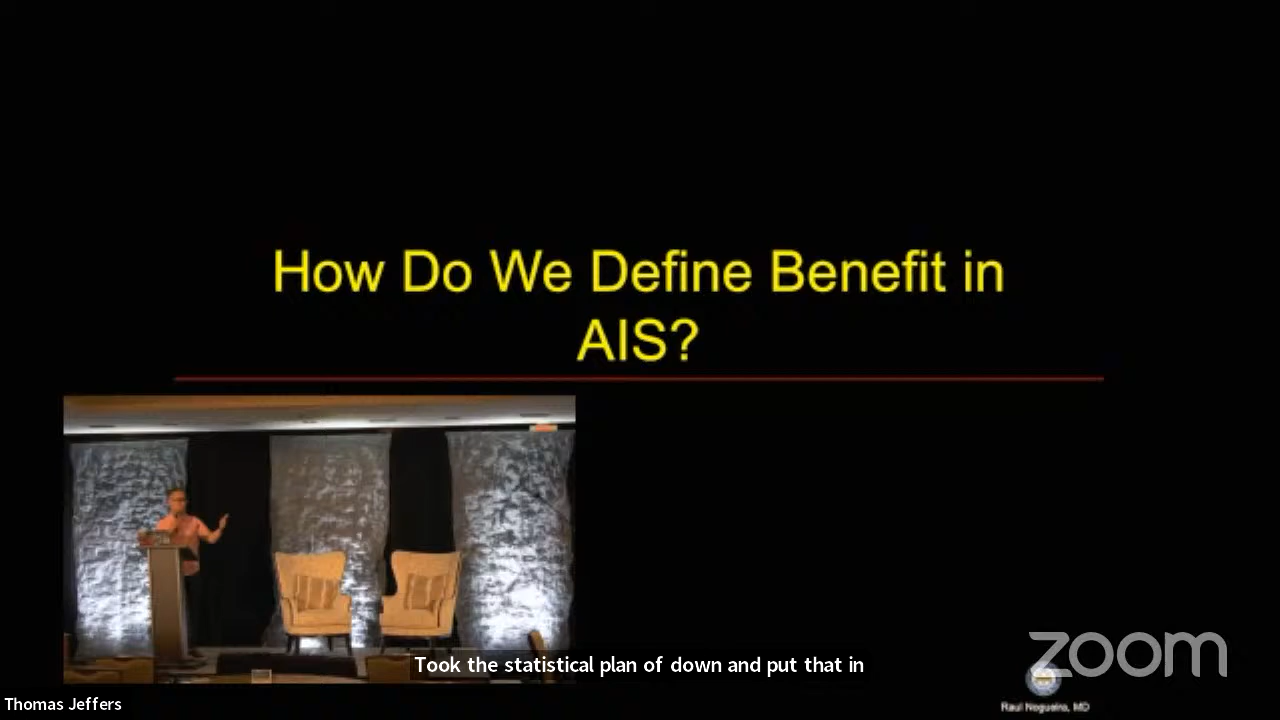 How Do We Define Benefit in
AIS?
Took the statistical plan of down and put that in
zoom
Raul Nogueira, MD
Thomas Jeffers